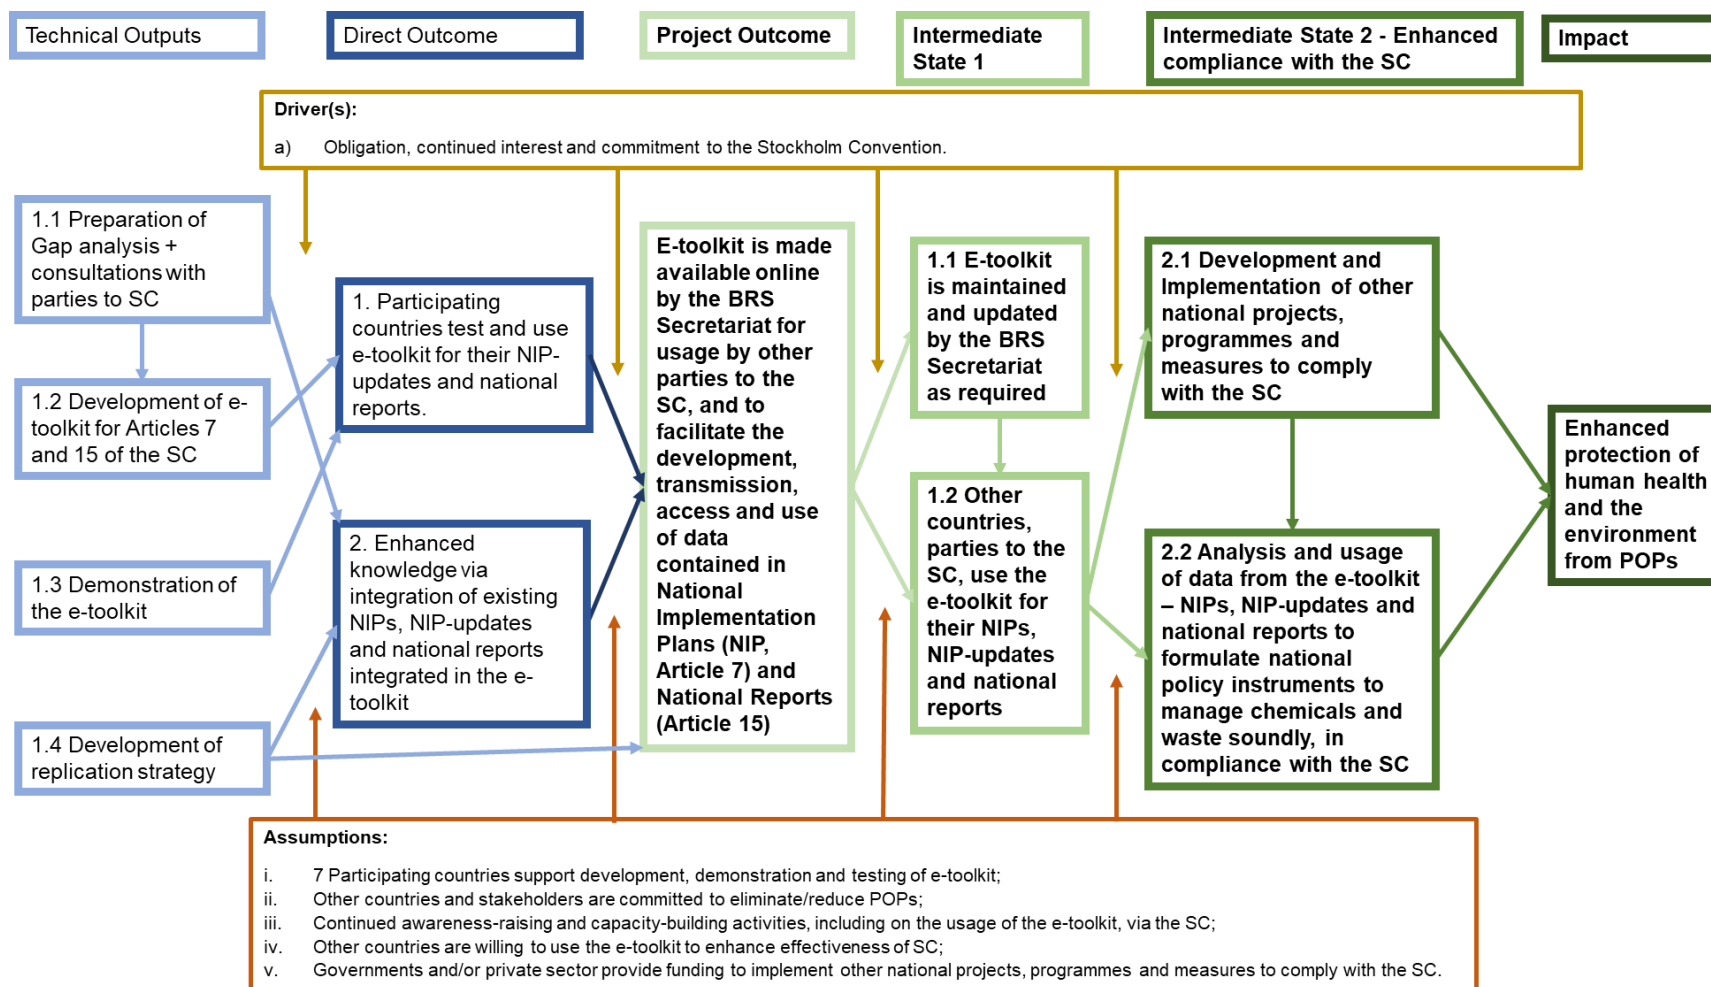 Technical Outputs
Direct Outcome
Project Outcome
Intermediate
State 1
Intermediate State 2 - Enhanced
compliance with the SC
Impact
Driver(s):
a) Obligation, continued interest and commitment to the Stockholm Convention.
1.1 Preparation of
Gap analysis +
consultations with
parties to SC
1.2 Development of e-
toolkit for Articles 7
and 15 of the SC
1.3 Demonstration of
the e-toolkit
1.4 Development of
replication strategy
1. Participating
countries test and use
e-toolkit for their NIP-
updates and national
reports.
2. Enhanced
knowledge via
integration of existing
NIPs, NIP-updates
and national reports
integrated in the e-
toolkit
E-toolkit is made
available online
by the BRS
Secretariat for
usage by other
parties to the
SC, and to
facilitate the
development,
transmission,
access and use
of data
contained in
National
Implementation
Plans (NIP,
Article 7) and
National Reports
(Article 15)
1.1 E-toolkit
is maintained
and updated
by the BRS
Secretariat
as required
1.2 Other
countries,
parties to the
SC, use the
e-toolkit for
their NIPs,
NIP-updates
and national
reports
2.1 Development and
Implementation of other
national projects,
programmes and
measures to comply
with the SC
2.2 Analysis and usage
of data from the e-toolkit
– NIPs, NIP-updates and
national reports to
formulate national
policy instruments to
manage chemicals and
waste soundly, in
compliance with the SC
Enhanced
protection of
human health
and the
environment
from POPs
Assumptions:
i. 7 Participating countries support development, demonstration and testing of e-toolkit;
ii. Other countries and stakeholders are committed to eliminate/reduce POPs;
iii. Continued awareness-raising and capacity-building activities, including on the usage of the e-toolkit, via the SC;
iv. Other countries are willing to use the e-toolkit to enhance effectiveness of SC;
v. Governments and/or private sector provide funding to implement other national projects, programmes and measures to comply with the SC.